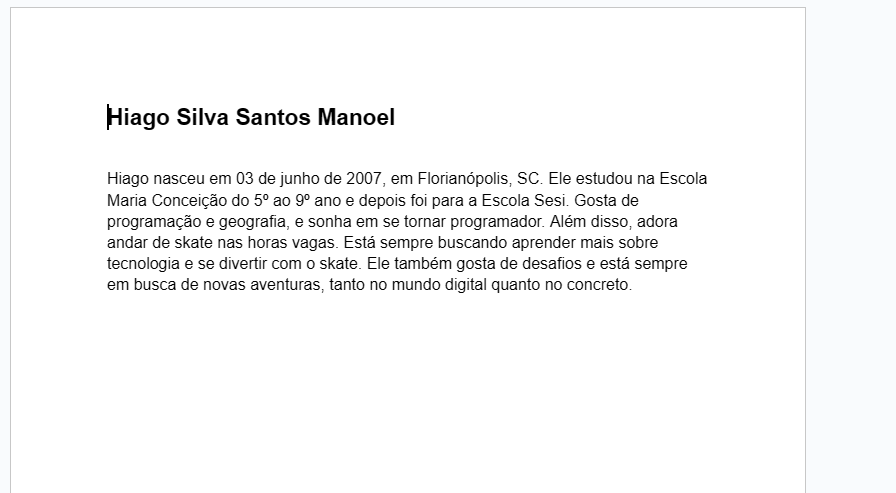 Hiago Silva Santos Manoel
Hiago nasceu em 03 de junho de 2007, em Florianópolis, SC. Ele estudou na Escola
Maria Conceição do 5º ao 9º ano e depois foi para a Escola Sesi. Gosta de
programação e geografia, e sonha em se tornar programador. Além disso, adora
andar de skate nas horas vagas. Está sempre buscando aprender mais sobre
tecnologia e se divertir com o skate. Ele também gosta de desafios e está sempre
em busca de novas aventuras, tanto no mundo digital quanto no concreto.